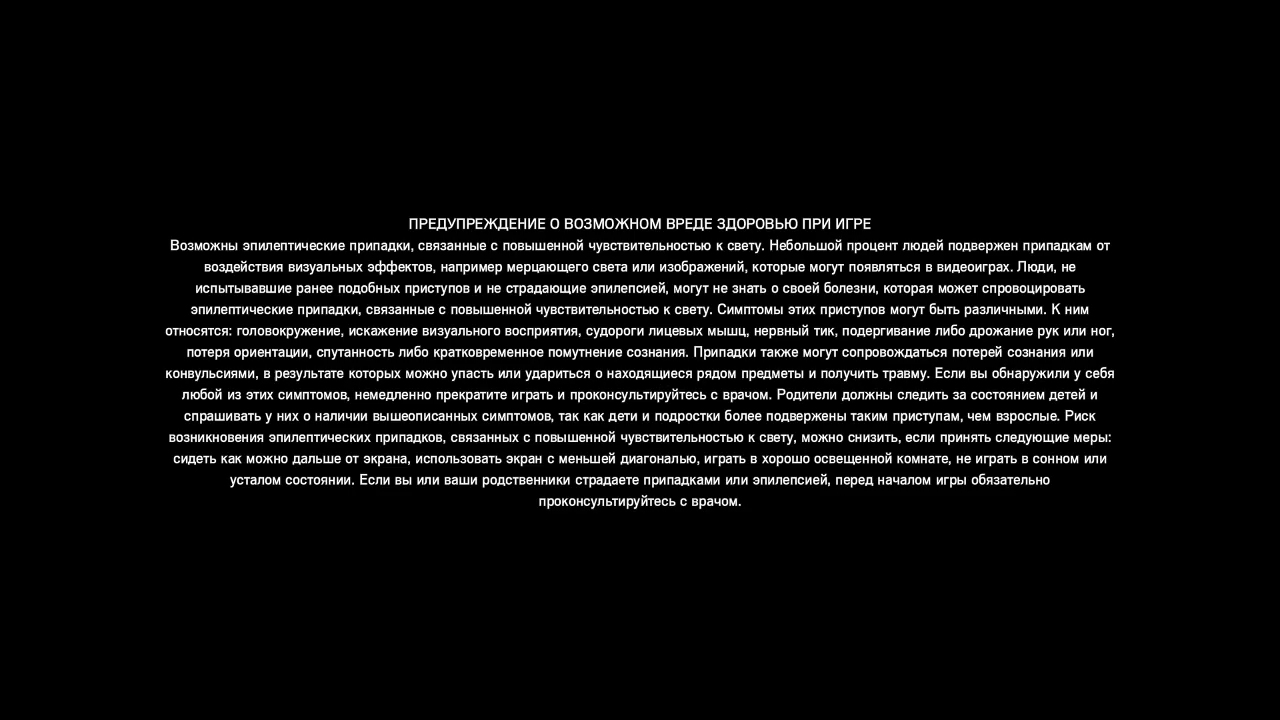 ПРЕДУПРЕЖДЕНИЕ О ВОЗМОЖНОМ ВРЕДЕ ЗДОРОВЬЮ ПРИ ИГРЕ
Возможны эпилептические припадки, связанные с повышенной чувствительностью к свету. Небольшой процент людей подвержен припадкам от
воздействия визуальных эффектов, например мерцающего света или изображений, которые могут появляться в видеоиграх. Люди, не
испытывавшие ранее подобных приступов и не страдающие эпилепсией, могут не знать о своей болезни, которая может спровоцировать
эпилептические припадки, связанные с повышенной чувствительностью к свету. Симптомы этих приступов могут быть различными. К ним
относятся: головокружение, искажение визуального восприятия, судороги лицевых мышц, нервный тик, подергивание либо дрожание рук или ног,
потеря ориентации, спутанность либо кратковременное помутнение сознания. Припадки также могут сопровождаться потерей сознания или
конвульсиями, в результате которых можно упасть или удариться о находящиеся рядом предметы и получить травму. Если вы обнаружили у себя
любой из этих симптомов, немедленно прекратите играть и проконсультируйтесь с врачом. Родители должны следить за состоянием детей и
спрашивать у них о наличии вышеописанных симптомов, так как дети и подростки более подвержены таким приступам, чем взрослые. Риск
возникновения эпилептических припадков, связанных с повышенной чувствительностью к свету, можно снизить, если принять следующие меры:
сидеть как можно дальше от экрана, использовать экран с меньшей диагональю, играть в хорошо освещенной комнате, не играть в сонном или
усталом состоянии. Если вы или ваши родственники страдаете припадками или эпилепсией, перед началом игры обязательно
проконсультируйтесь с врачом.